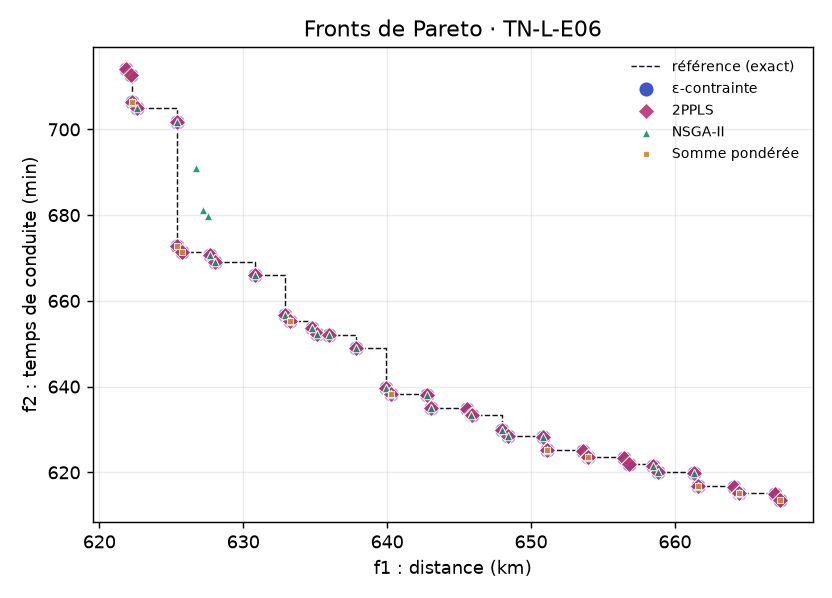 Fronts de Pareto · TN-L-E06
référence (exact)
ε-contrainte
2PPLS
NSGA-II
Somme pondérée
f2 : temps de conduite (min)
700
680
660
640
620
620 630 640 650 660
f1 : distance (km)